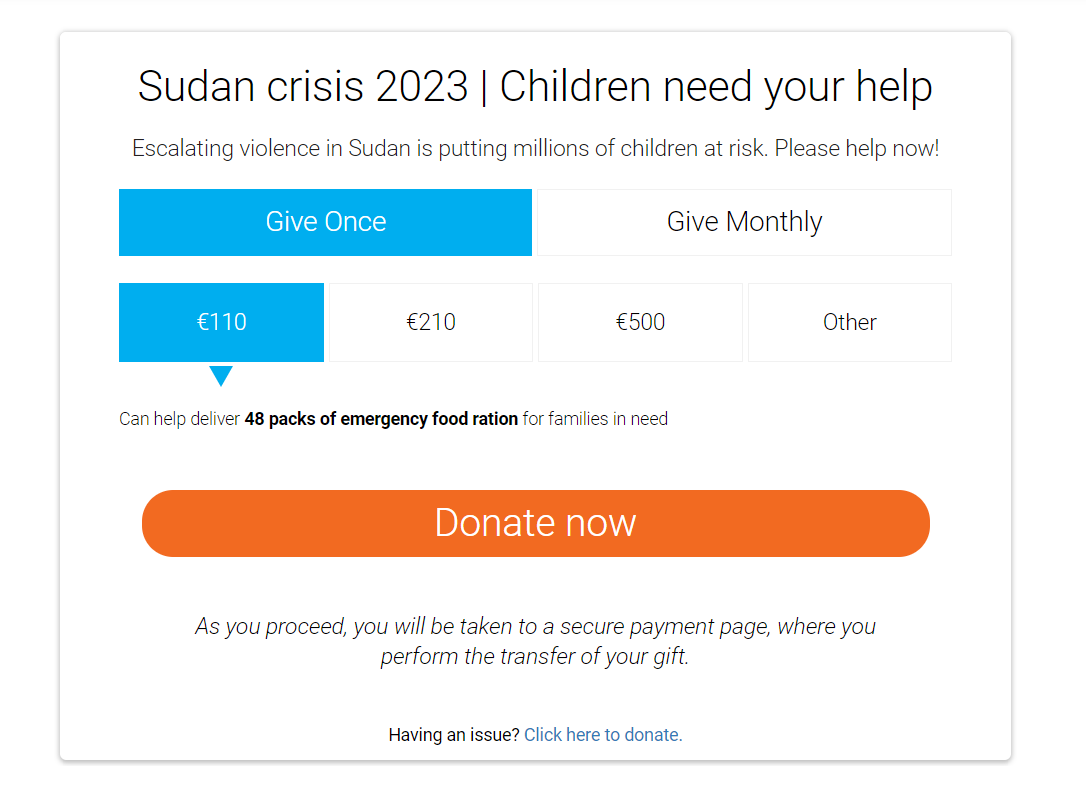 Sudan crisis 2023 | Children need your help
Escalating violence in Sudan is putting millions of children at risk. Please help now!
Give Once
Give Monthly
€110
€210
€500
Other
Can help deliver 48 packs of emergency food ration for families in need
Donate now
As you proceed, you will be taken to a secure payment page, where you
perform the transfer of your gift.
Having an issue? Click here to donate.